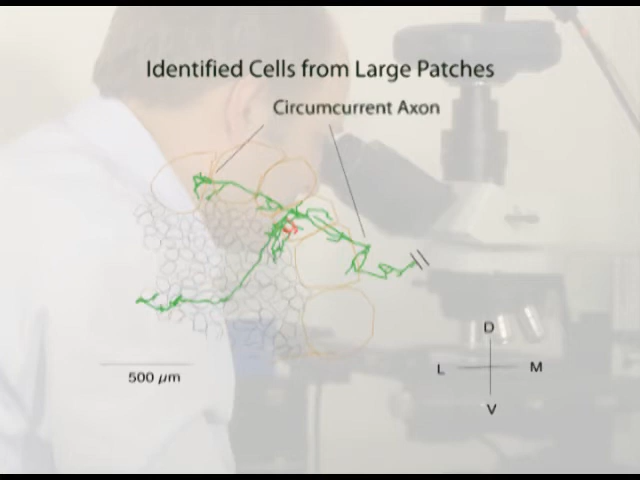 Identified Cells from Large Patches
Circumcurrent Axon
D
L M
V
500 µm